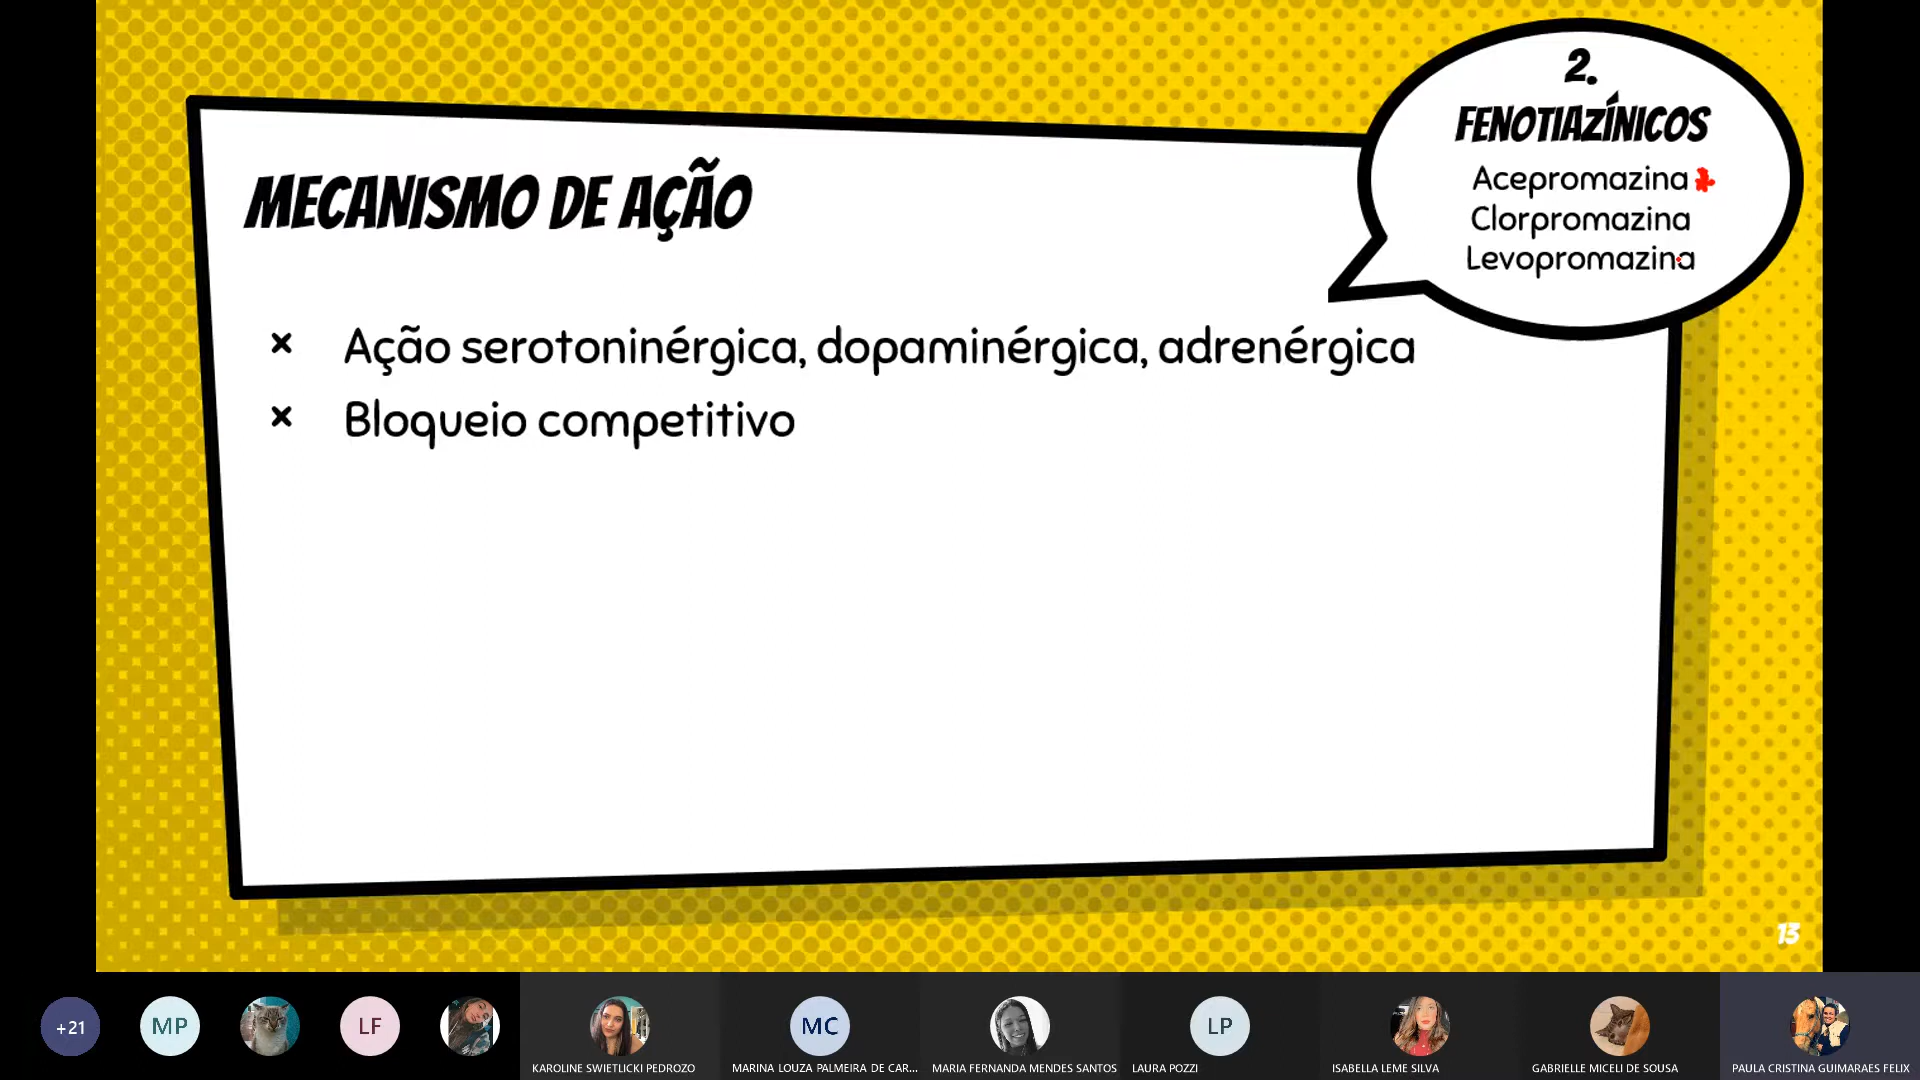 2.
FENOTIAZÍNICOS
Acepromazina
Clorpromazina
Levopromazina
MECANISMO DE AÇÃO
× Ação serotoninérgica, dopaminérgica, adrenérgica
× Bloqueio competitivo
13
+21
MP
LF
MC
LP
KAROLINE SWIETLICKI PEDROZO
MARINA LOUZA PALMEIRA DE CAR...
MARIA FERNANDA MENDES SANTOS
LAURA POZZI
ISABELLA LEME SILVA
GABRIELLE MICELI DE SOUSA
PAULA CRISTINA GUIMARAES FELIX